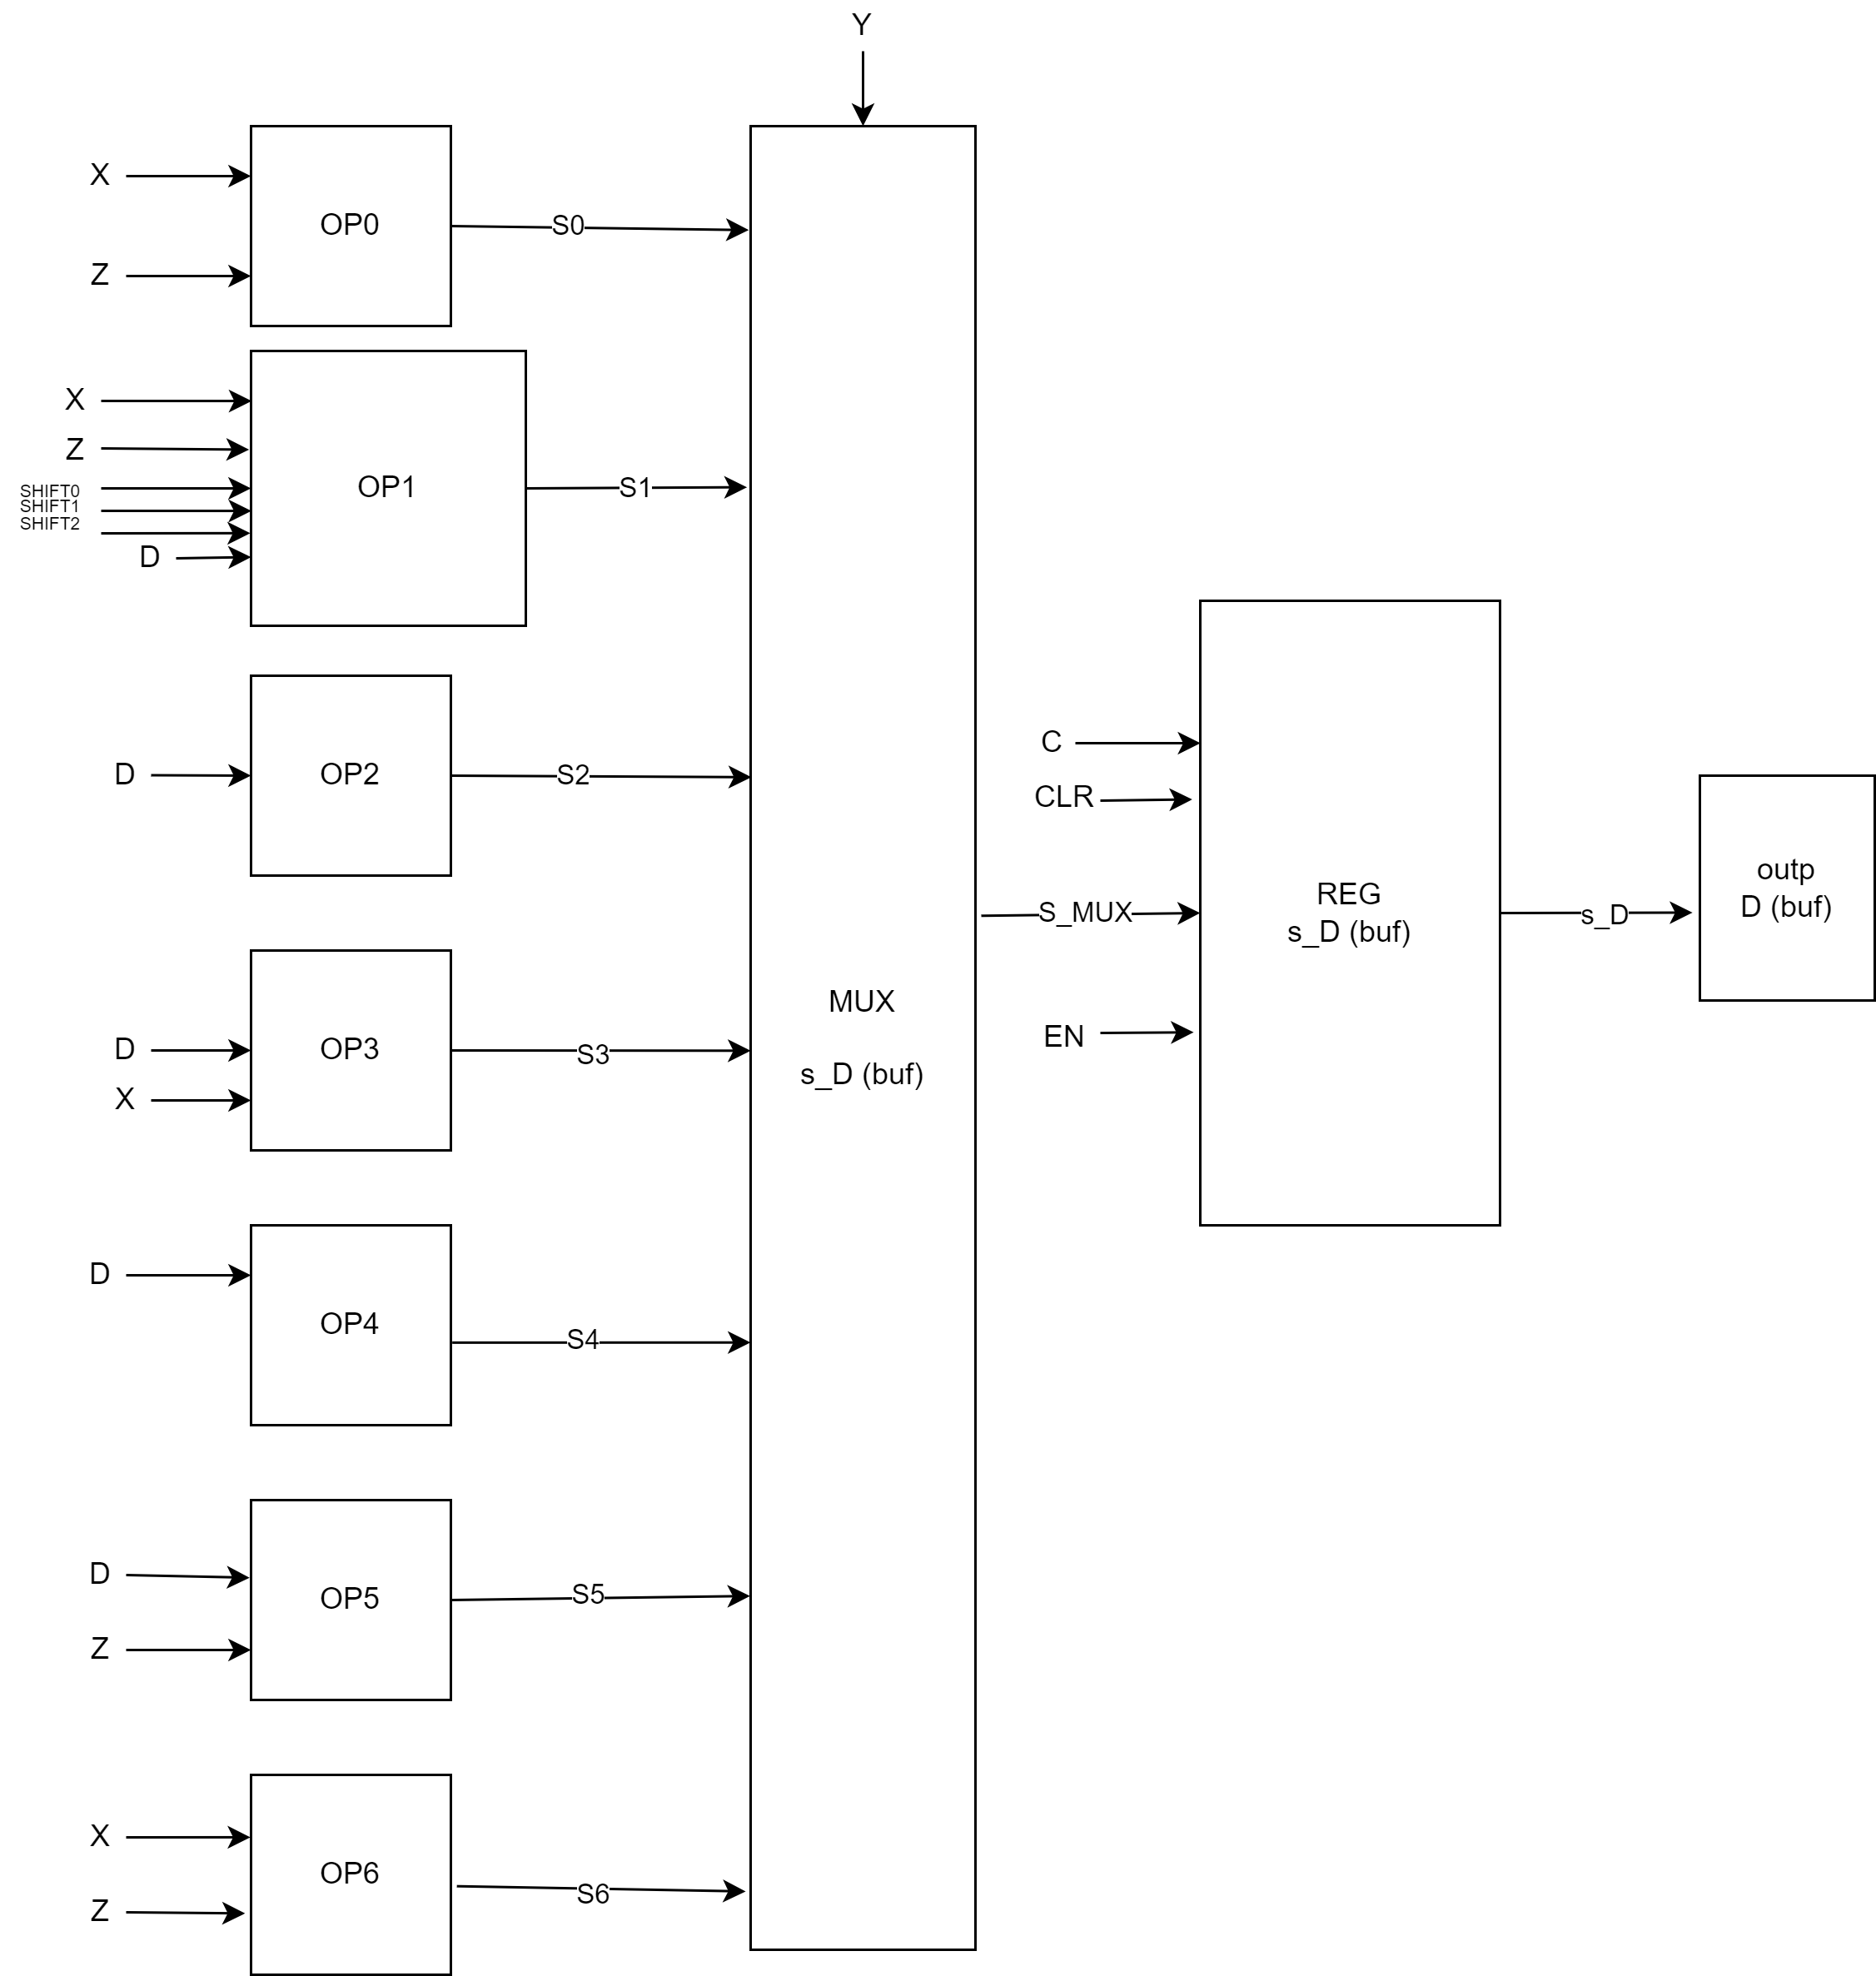 Y
X
Z
OP0
S0
X
Z
SHIFT0
SHIFT1
SHIFT2
D
OP1
S1
D
OP2
S2
D
X
OP3
S3
D
OP4
S4
D
Z
OP5
S5
X
Z
OP6
S6
MUX
s_D (buf)
C
CLR
S_MUX
EN
REG
s_D (buf)
s_D
outp
D (buf)